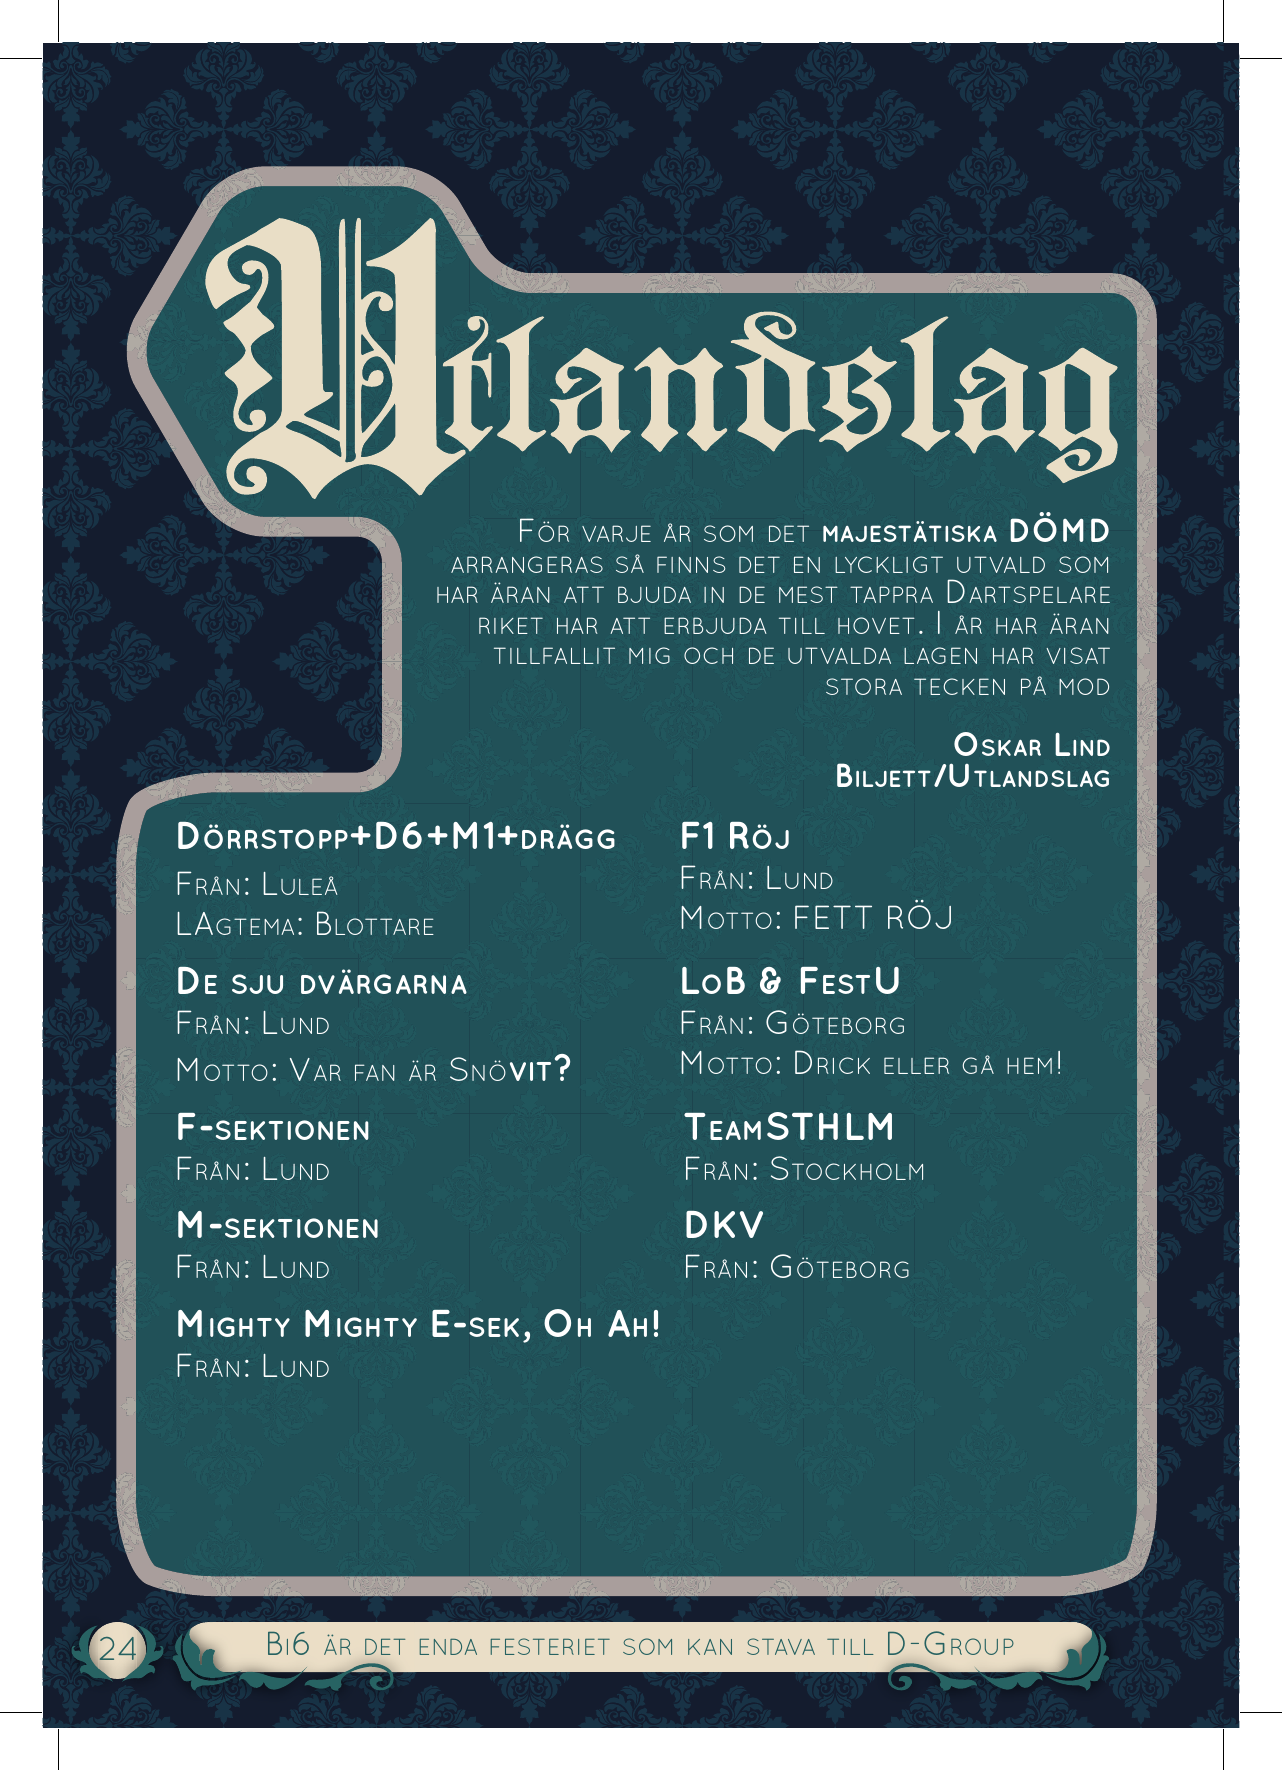 Utlandslag
För varje år som det majestätiska DÖMD
arrangeras så finns det en lyckligt utvald som
har äran att bjuda in de mest tappra Dartspelare
riket har att erbjuda till hovet. I år har äran
tillfallit mig och de utvalda lagen har visat
stora tecken på mod
Oskar Lind
Biljett/Utlandslag
Dörrstopp+D6+M1+drägg
Från: Luleå
LAgtema: Blottare
De sju dvärgarna
Från: Lund
Motto: Var fan är Snövit?
F-sektionen
Från: Lund
M-sektionen
Från: Lund
Mighty Mighty E-sek, Oh Ah!
Från: Lund
F1 Röj
Från: Lund
Motto: FETT RÖJ
LoB & FestU
Från: Göteborg
Motto: Drick eller gå hem!
TeamSTHLM
Från: Stockholm
DKV
Från: Göteborg
24
Bi6 är det enda festeriet som kan stava till D-Group